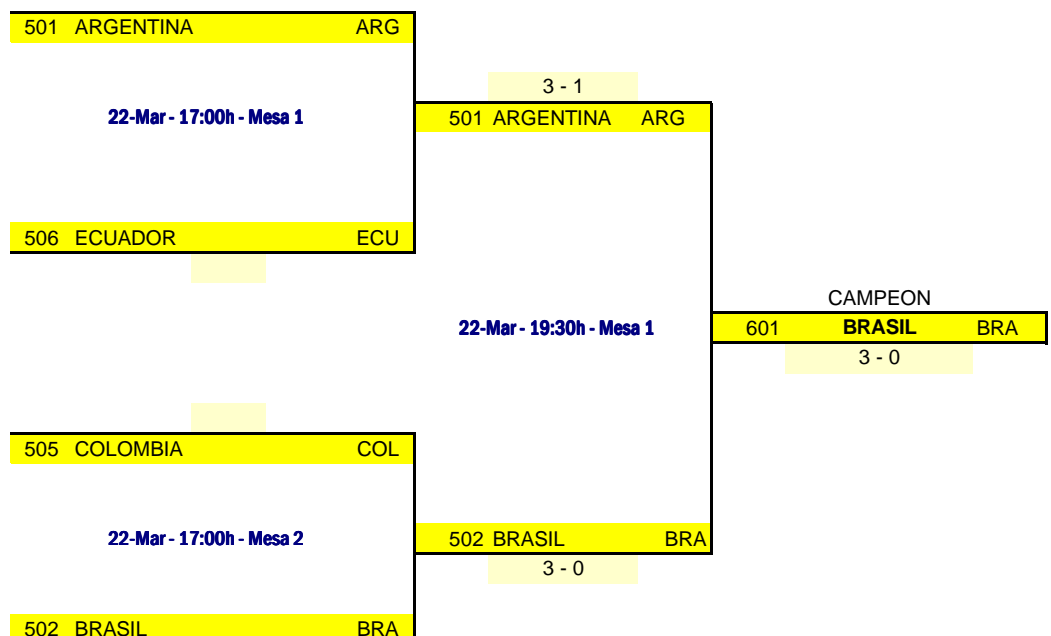 501 ARGENTINA ARG
22-Mar - 17:00h - Mesa 1
506 ECUADOR ECU
505 COLOMBIA COL
22-Mar - 17:00h - Mesa 2
502 BRASIL BRA
3 - 1
501 ARGENTINA ARG
22-Mar - 19:30h - Mesa 1
502 BRASIL BRA
3 - 0
CAMPEON
601 BRASIL BRA
3 - 0